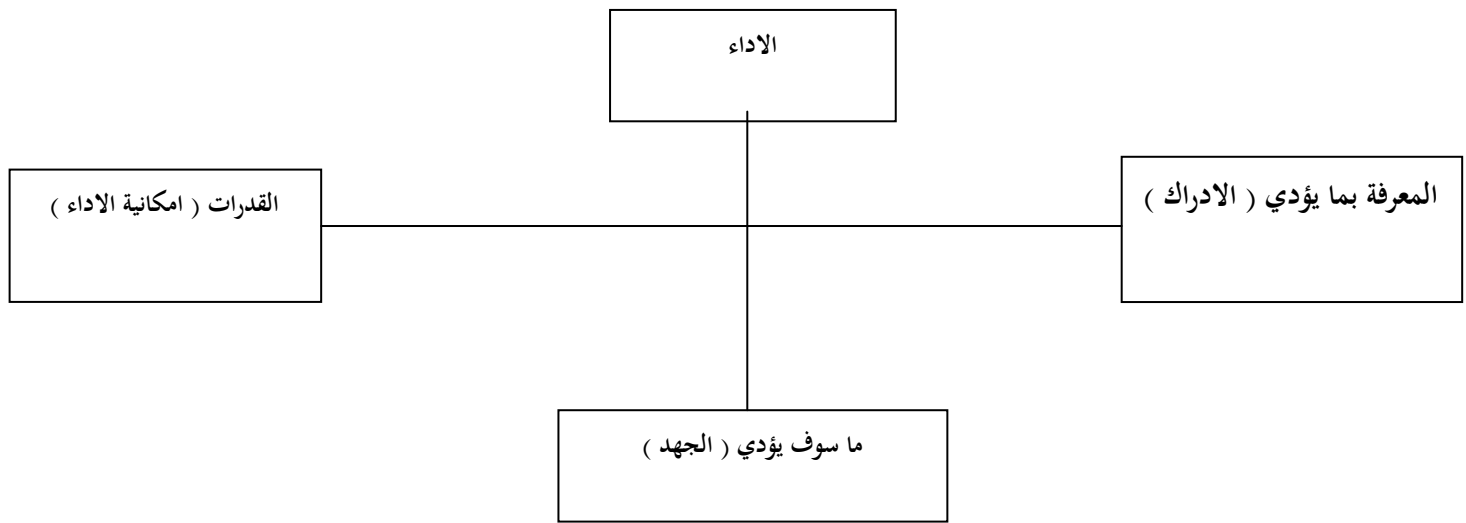 الاداء
المعرفة بما يؤدي ( الادراك )
القدرات ( امكانية الاداء )
ما سوف يؤدي ( الجهد )